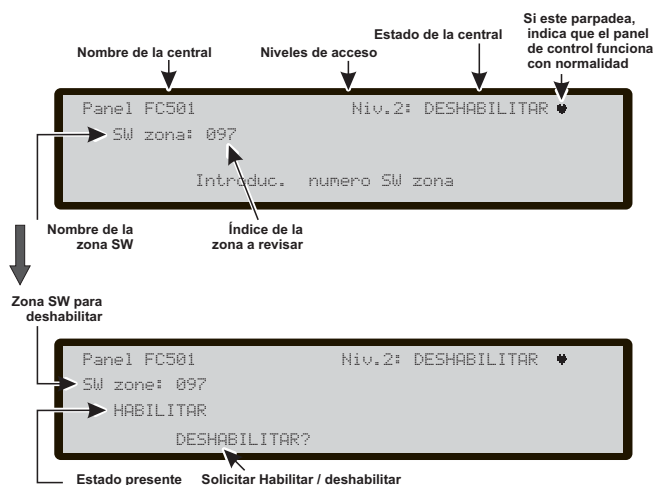 Si este parpadea,
indica que el panel
de control funciona
con normalidad
Estado de la central
Nombre de la central
Niveles de acceso
Panel FC501 Niv.2: DESHABILITAR
SW zona: 097
Introduc. numero SW zona
Nombre de la
zona SW
Índice de la
zona a revisar
Zona SW para
deshabilitar
Panel FC501 Niv.2: DESHABILITAR
SW zone: 097
HABILITAR
DESHABILITAR?
Estado presente
Solicitar Habilitar / deshabilitar